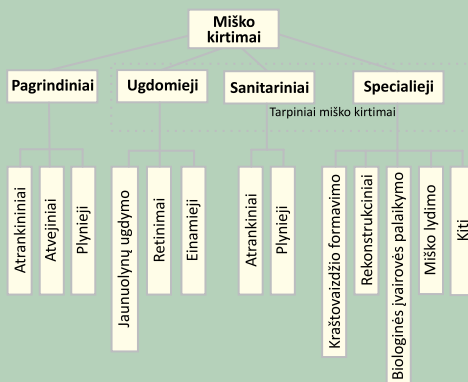 Miško
kirtimai
Pagrindiniai
Ugdomieji
Sanitariniai
Specialieji
Tarpiniai miško kirtimai
Atrankininiai
Atvejiniai
Plynieji
Jaunuolynų ugdymo
Retinimai
Einamieji
Atrankiniai
Plynieji
Kraštovaizdžio formavimo
Rekonstrukciniai
Biologinės įvairovės palaikymo
Miško lydimo
Kiti